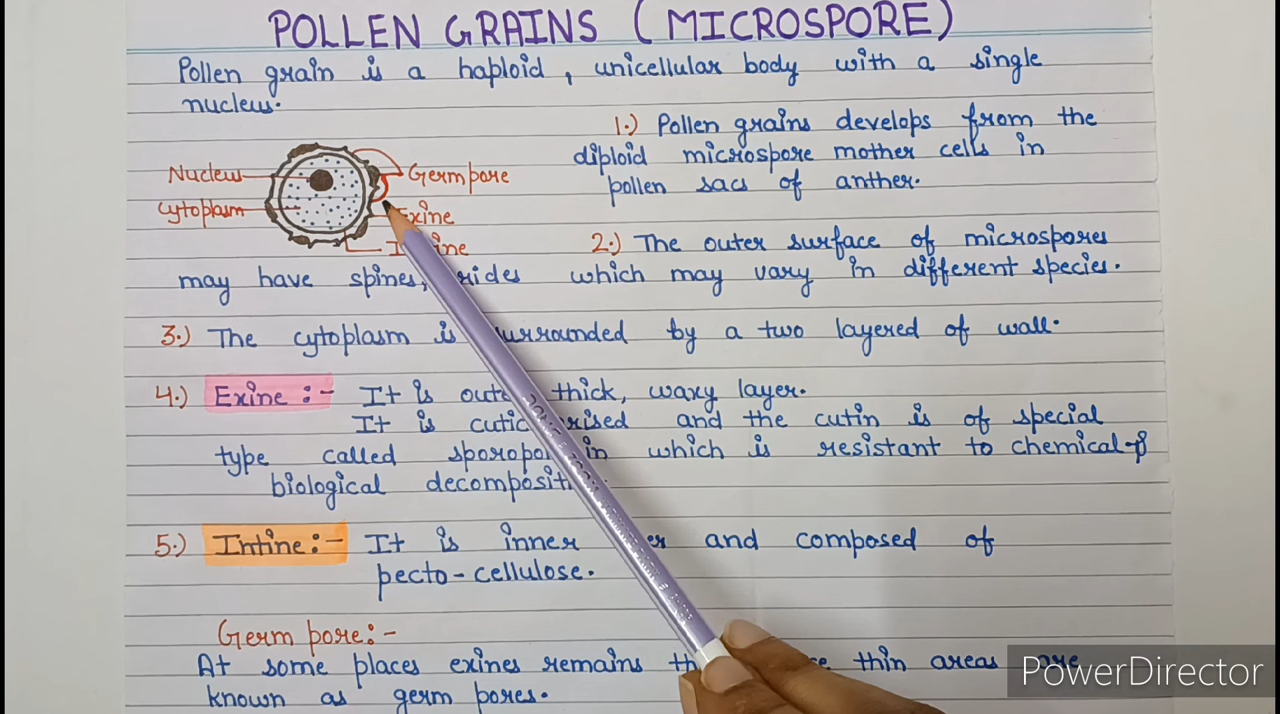 POLLEN GRAINS (MICROSPORE)
Pollen grain is a haploid, unicellular body with a single
nucleus.
1.) Pollen grains develops from the
diploid microspore mother cells in
pollen sacs of anther.
Nucleus
Germpore
Cytoplasm
Exine
2.) The outer surface of microspores
may have spines, rides which may vary in different species.
3.) The cytoplasm is surrounded by a two layered of wall.
4.) Exine :- It is thick, waxy layer.
It is and the cutin is of special
type called which is resistant to chemical &
biological
5.) Intine :- It is inner and composed of
pecto-cellulose.
Germ pore:-
At some places exines remains thin areas are
known as germ pores.
PowerDirector